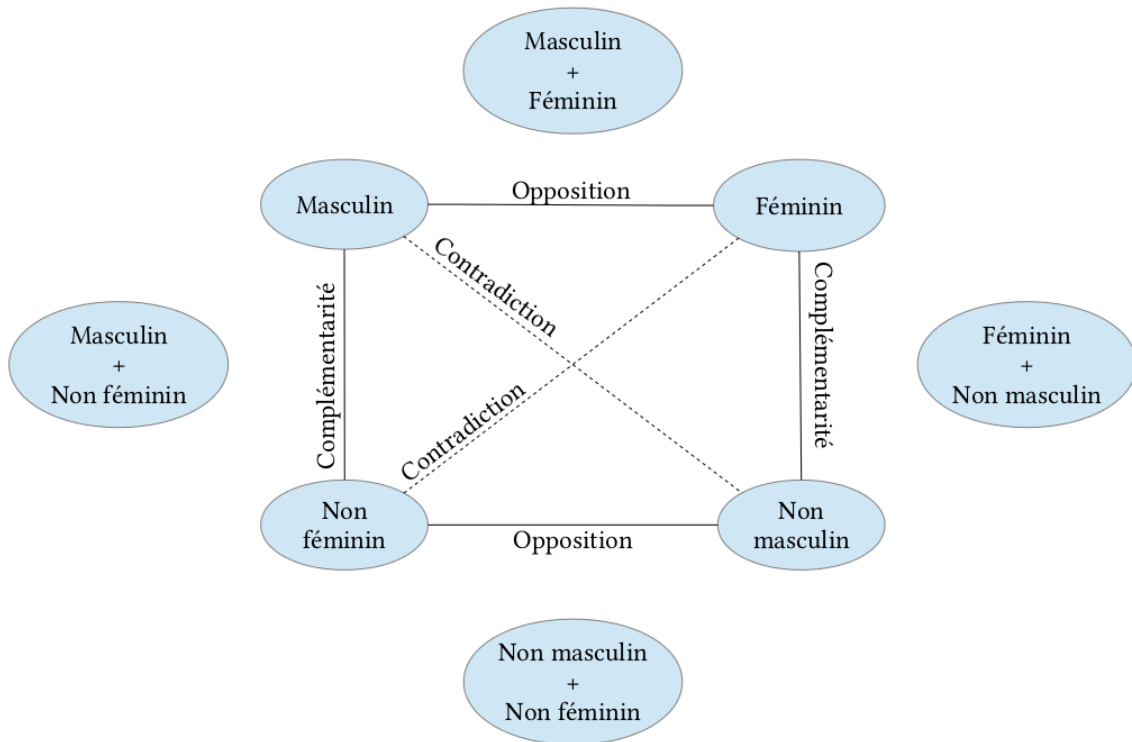 Masculin
+
Féminin
Masculin
Opposition
Féminin
Contradiction
Complémentarité
Complémentarité
Masculin
+
Non féminin
Féminin
+
Non masculin
Contradiction
Non
féminin
Opposition
Non
masculin
Non masculin
+
Non féminin